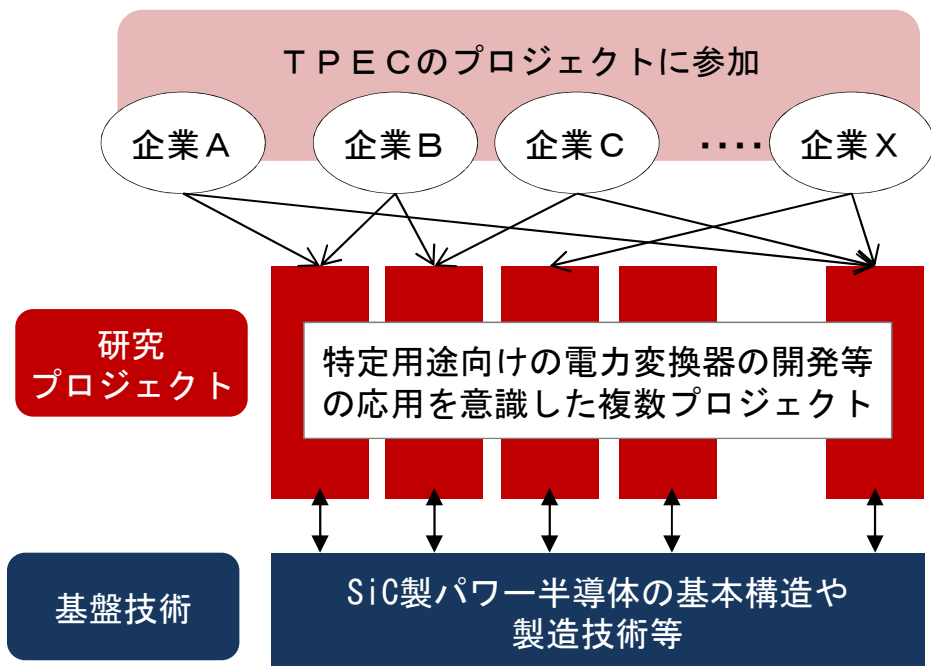 ＴＰＥＣのプロジェクトに参加
企業Ａ
企業Ｂ
企業Ｃ
‥‥
企業Ｘ
研究
プロジェクト
特定用途向けの電力変換器の開発等
の応用を意識した複数プロジェクト
基盤技術
SiC製パワー半導体の基本構造や
製造技術等